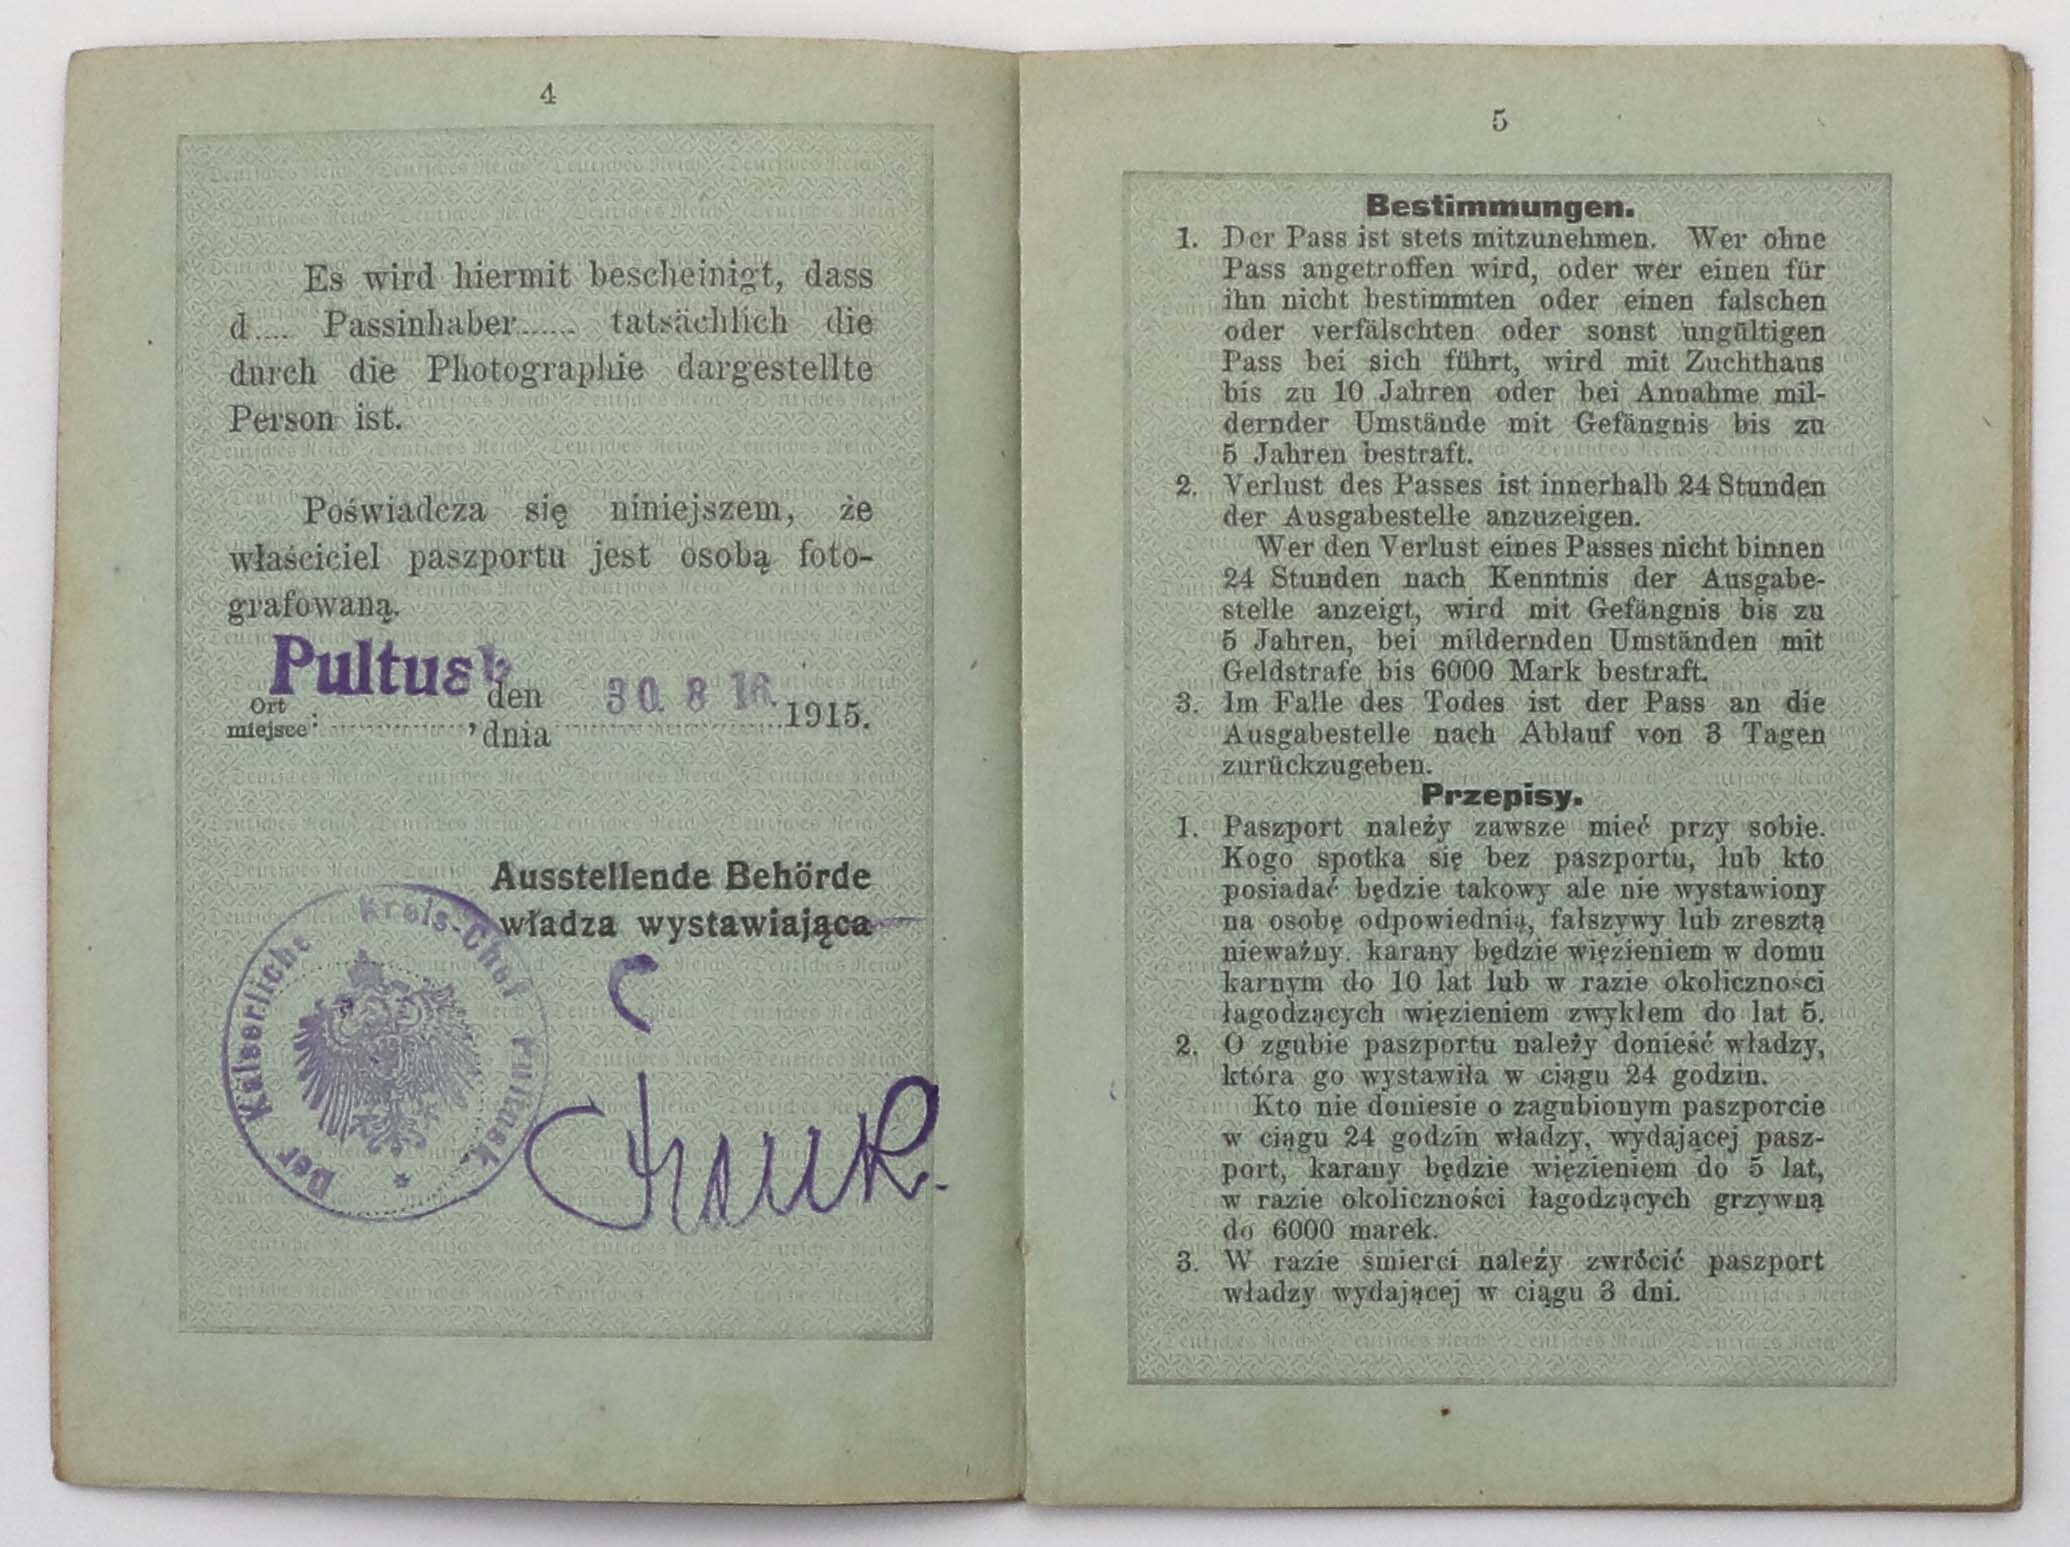 4
Es wird hiermit bescheinigt, dass
d.... Passinhaber...... tatsächlich die
durch die Photographie dargestellte
Person ist.
Poświadcza się niniejszem, że
właściciel paszportu jest osobą foto-
grafowaną.
Pultusk
Ort
miejsce: , den
dnia 30. 8 16. 1915.
Ausstellende Behörde
władza wystawiająca
Der Kaiserliche Kreis-Chef Pultusk *
5
Bestimmungen.
1. Der Pass ist stets mitzunehmen. Wer ohne
Pass angetroffen wird, oder wer einen für
ihn nicht bestimmten oder einen falschen
oder verfälschten oder sonst ungültigen
Pass bei sich führt, wird mit Zuchthaus
bis zu 10 Jahren oder bei Annahme mil-
dernder Umstände mit Gefängnis bis zu
5 Jahren bestraft.
2. Verlust des Passes ist innerhalb 24 Stunden
der Ausgabestelle anzuzeigen.
Wer den Verlust eines Passes nicht binnen
24 Stunden nach Kenntnis der Ausgabe-
stelle anzeigt, wird mit Gefängnis bis zu
5 Jahren, bei mildernden Umständen mit
Geldstrafe bis 6000 Mark bestraft.
3. Im Falle des Todes ist der Pass an die
Ausgabestelle nach Ablauf von 3 Tagen
zurückzugeben.
Przepisy.
1. Paszport należy zawsze mieć przy sobie.
Kogo spotka się bez paszportu, lub kto
posiadać będzie takowy ale nie wystawiony
na osobę odpowiednią, fałszywy lub zresztą
nieważny. karany będzie więzieniem w domu
karnym do 10 lat lub w razie okoliczności
łagodzących więzieniem zwykłem do lat 5.
2. O zgubie paszportu należy donieść władzy,
która go wystawiła w ciągu 24 godzin.
Kto nie doniesie o zagubionym paszporcie
w ciągu 24 godzin władzy, wydającej pasz-
port, karany będzie więzieniem do 5 lat,
w razie okoliczności łagodzących grzywną
do 6000 marek.
3. W razie śmierci należy zwrócić paszport
władzy wydającej w ciągu 3 dni.